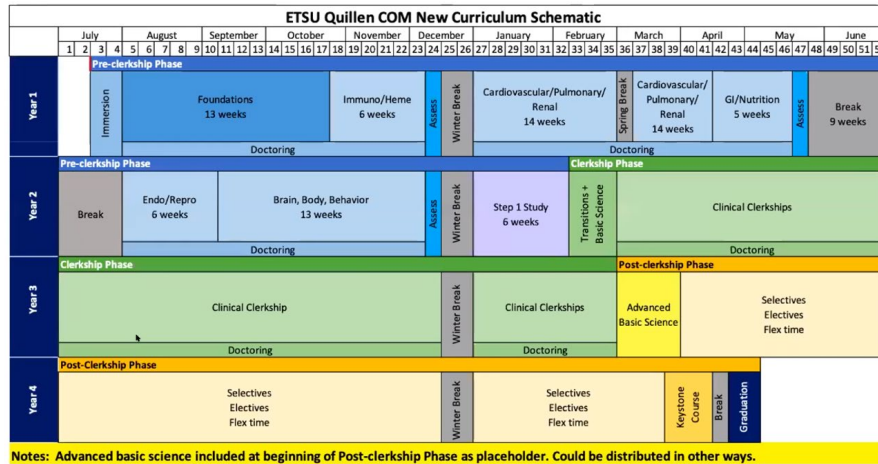 ETSU Quillen COM New Curriculum Schematic
July August September October November December January February March April May June
1 2 3 4 5 6 7 8 9 10 11 12 13 14 15 16 17 18 19 20 21 22 23 24 25 26 27 28 29 30 31 32 33 34 35 36 37 38 39 40 41 42 43 44 45 46 47 48 49 50 51
Year 1
Pre-clerkship Phase
Immersion
Foundations
13 weeks
Immuno/Heme
6 weeks
Assess
Winter Break
Cardiovascular/Pulmonary/
Renal
14 weeks
Spring Break
Cardiovascular/
Pulmonary/
Renal
14 weeks
GI/Nutrition
5 weeks
Assess
Break
9 weeks
Doctoring
Doctoring
Year 2
Pre-clerkship Phase
Clerkship Phase
Break
Endo/Repro
6 weeks
Brain, Body, Behavior
13 weeks
Assess
Winter Break
Step 1 Study
6 weeks
Transitions +
Basic Science
Clinical Clerkships
Doctoring
Doctoring
Year 3
Clerkship Phase
Post-clerkship Phase
Clinical Clerkship
Winter Break
Clinical Clerkships
Advanced
Basic Science
Selectives
Electives
Flex time
Doctoring
Doctoring
Year 4
Post-Clerkship Phase
Selectives
Electives
Flex time
Winter Break
Selectives
Electives
Flex time
Keystone
Course
Break
Graduation
Notes: Advanced basic science included at beginning of Post-clerkship Phase as placeholder. Could be distributed in other ways.